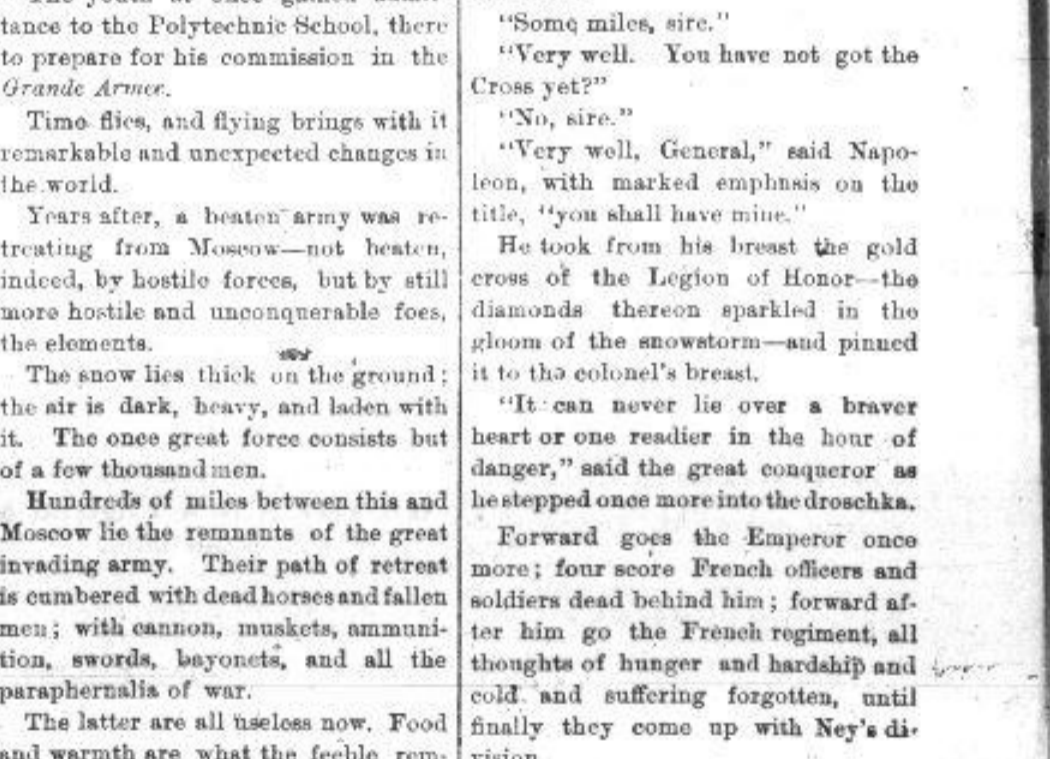 tance to the Polytechnic School, there
to prepare for his commission in the
Grande Armee.
Time flies, and flying brings with it
remarkable and unexpected changes in
the world.
Years after, a beaten army was re-
treating from Moscow—not beaten,
indeed, by hostile forces, but by still
more hostile and unconquerable foes,
the elements.
The snow lies thick on the ground;
the air is dark, heavy, and laden with
it. The once great force consists but
of a few thousand men.
Hundreds of miles between this and
Moscow lie the remnants of the great
invading army. Their path of retreat
is cumbered with dead horses and fallen
men; with cannon, muskets, ammuni-
tion, swords, bayonets, and all the
paraphernalia of war.
The latter are all useless now. Food
and warmth are what the feeble rem-
"Some miles, sire."
"Very well. You have not got the
Cross yet?"
"No, sire."
"Very well, General," said Napo-
leon, with marked emphasis on the
title, "you shall have mine."
He took from his breast the gold
cross of the Legion of Honor—the
diamonds thereon sparkled in the
gloom of the snowstorm—and pinned
it to the colonel's breast.
"It can never lie over a braver
heart or one readier in the hour of
danger," said the great conqueror as
he stepped once more into the droschka.
Forward goes the Emperor once
more; four score French officers and
soldiers dead behind him; forward af-
ter him go the French regiment, all
thoughts of hunger and hardship and
cold and suffering forgotten, until
finally they come up with Ney's di-
vision